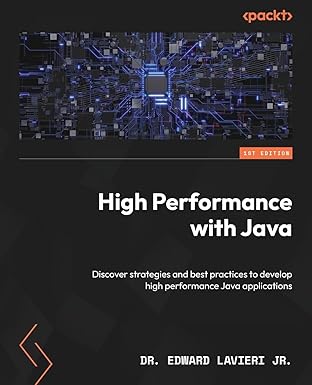 <packt>
1ST EDITION
High Performance
with Java
Discover strategies and best practices to develop
high performance Java applications
DR. EDWARD LAVIERI JR.